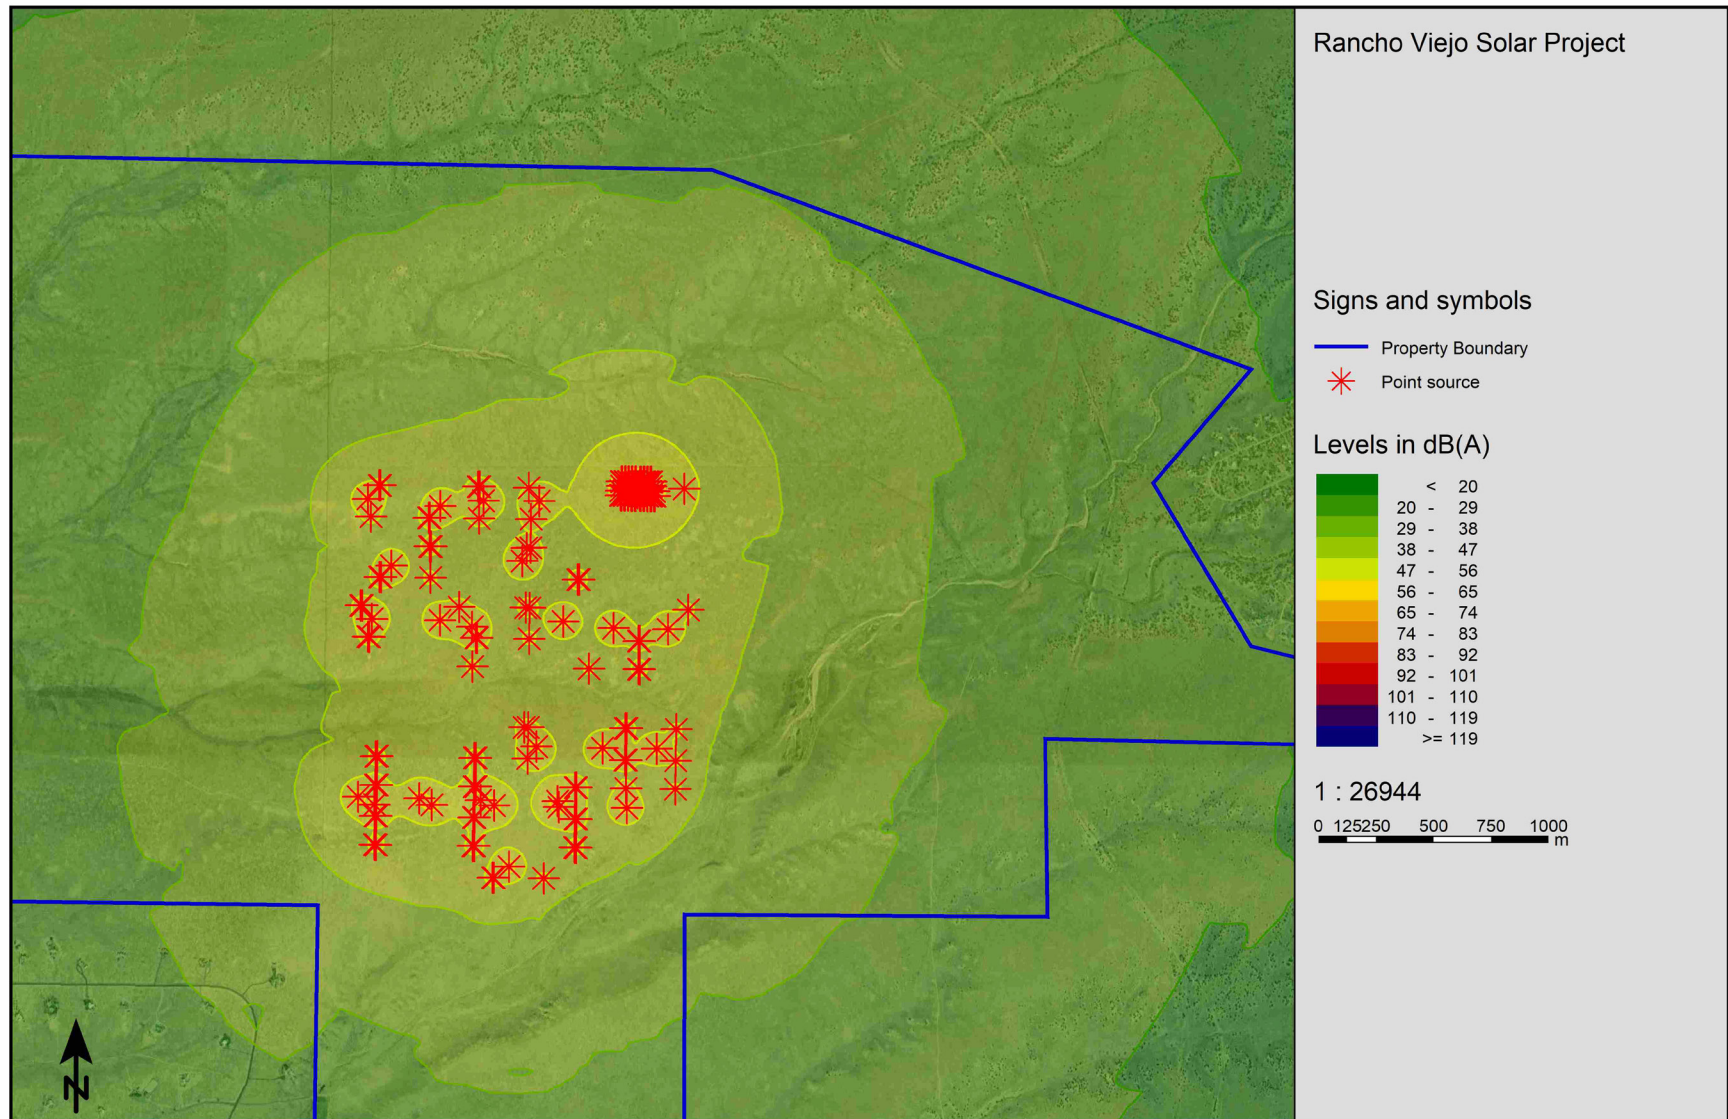 Rancho Viejo Solar Project
Signs and symbols
Property Boundary
Point source
Levels in dB(A)
< 20
20 - 29
29 - 38
38 - 47
47 - 56
56 - 65
65 - 74
74 - 83
83 - 92
92 - 101
101 - 110
110 - 119
>= 119
1 : 26944
0 125250 500 750 1000
m
N